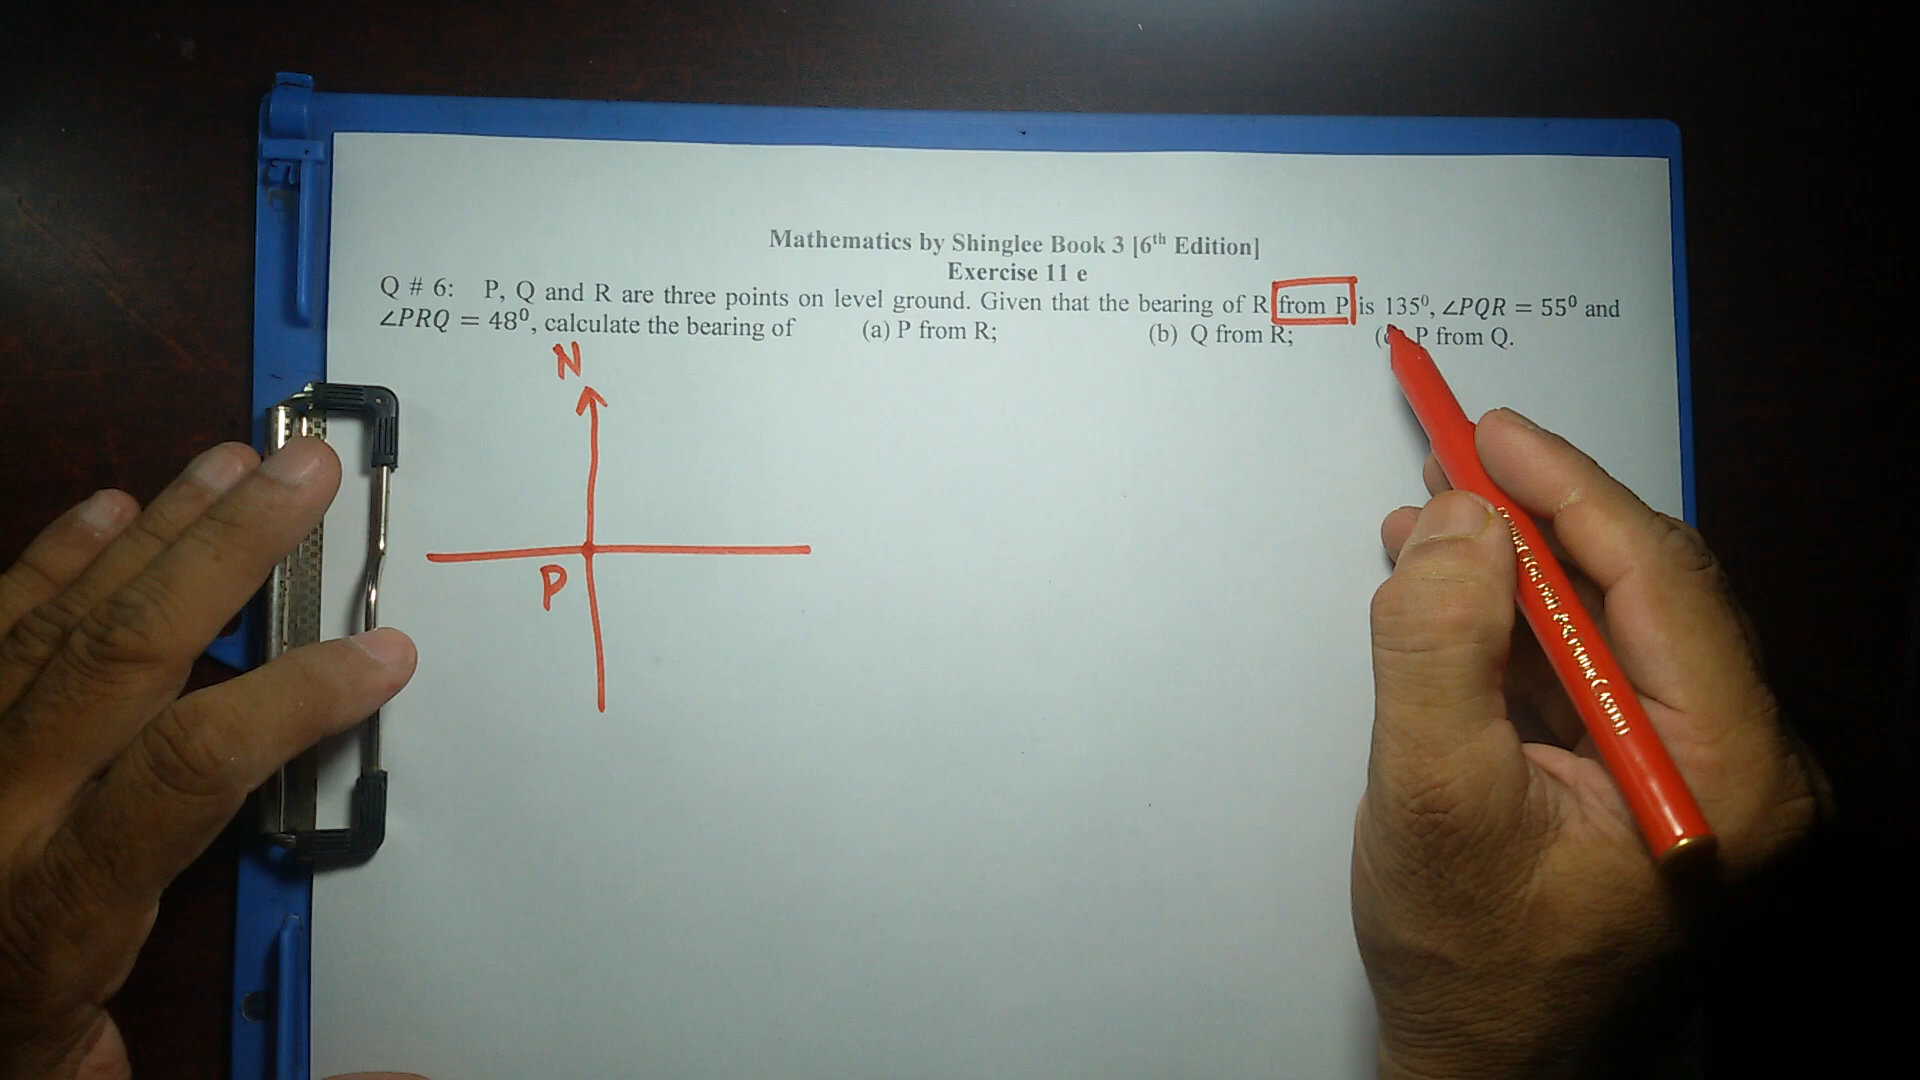 Mathematics by Shinglee Book 3 [6th Edition]
Exercise 11 e
Q # 6: P, Q and R are three points on level ground. Given that the bearing of R from P is 135⁰, ∠PQR = 55⁰ and
∠PRQ = 48⁰, calculate the bearing of (a) P from R; (b) Q from R; P from Q.
N
P